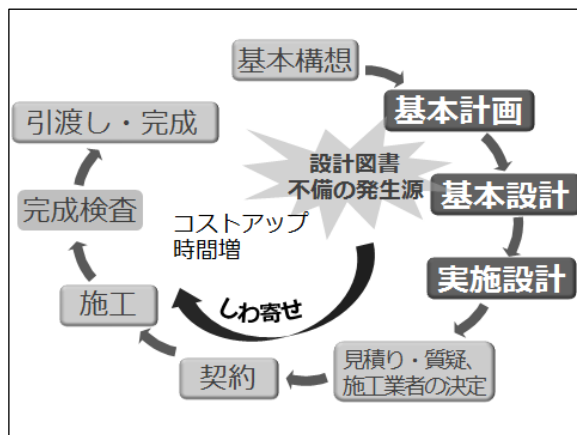 基本構想
基本計画
基本設計
実施設計
見積り・質疑、
施工業者の決定
契約
施工
完成検査
引渡し・完成
設計図書
不備の発生源
コストアップ
時間増
しわ寄せ